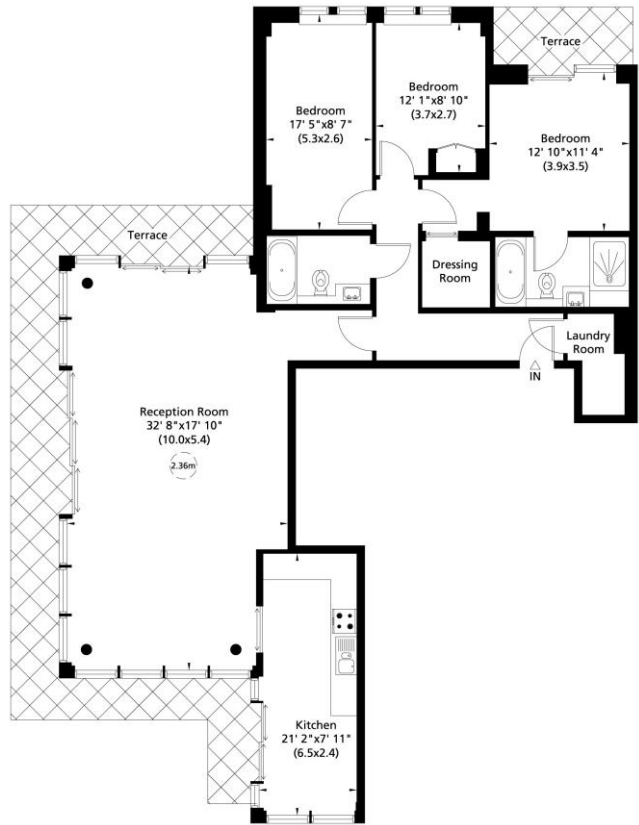 Terrace
Bedroom
17' 5"x8' 7"
(5.3x2.6)
Bedroom
12' 1"x8' 10"
(3.7x2.7)
Bedroom
12' 10"x11' 4"
(3.9x3.5)
Terrace
Dressing
Room
Laundry
Room
IN
Reception Room
32' 8"x17' 10"
(10.0x5.4)
2.36m
Kitchen
21' 2"x7' 11"
(6.5x2.4)